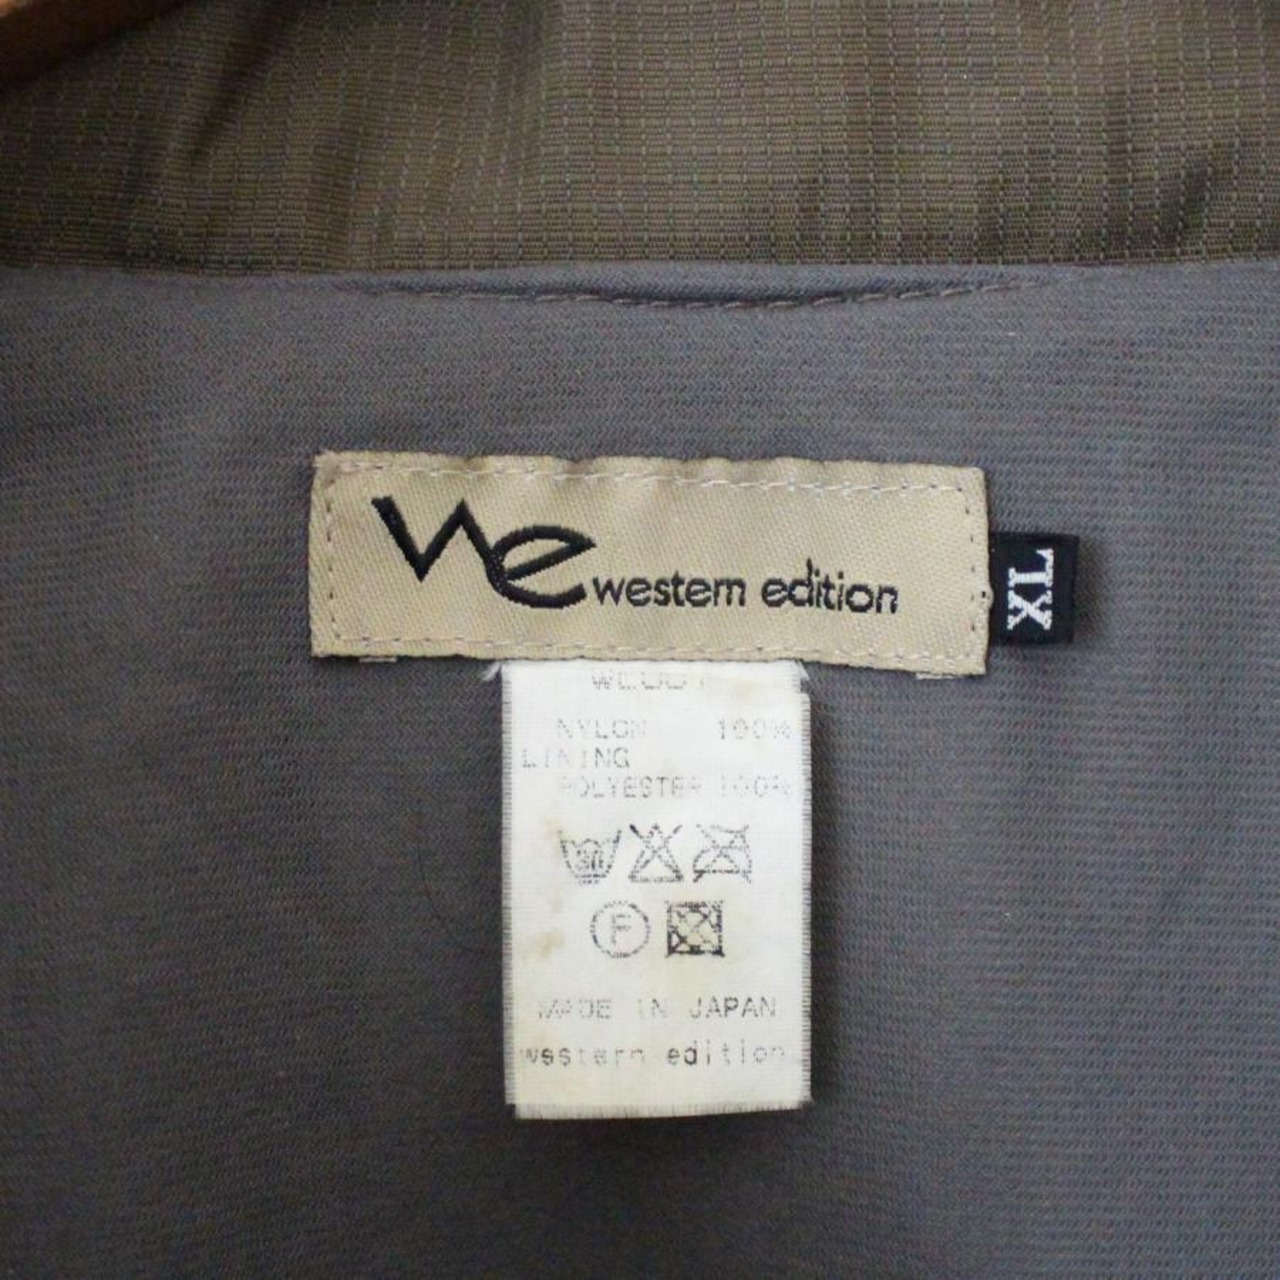 We western edition
XL
NYLON 100%
LINING
POLYESTER 100%
F
MADE IN JAPAN
western edition